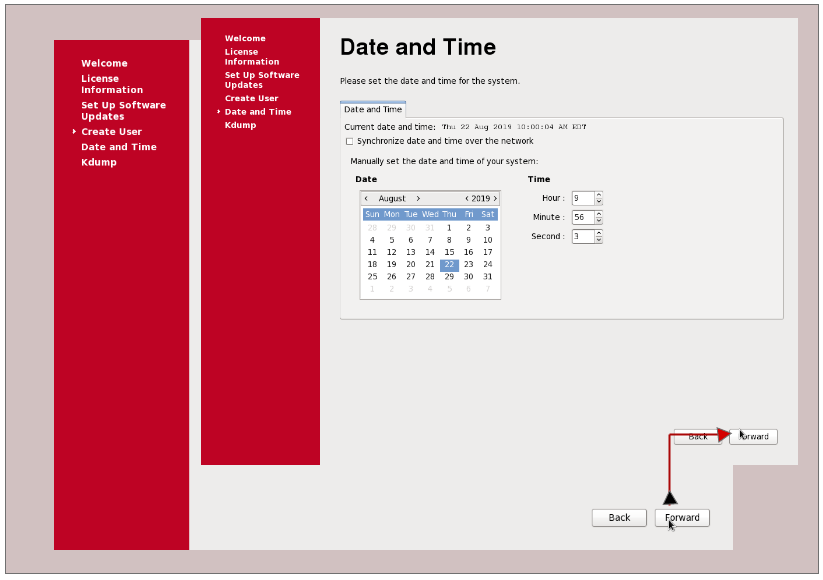 Welcome
License
Information
Set Up Software
Updates
Create User
Date and Time
Kdump
Welcome
License
Information
Set Up Software
Updates
Create User
Date and Time
Kdump
Date and Time
Please set the date and time for the system.
Date and Time
Current date and time: Thu 22 Aug 2019 10:00:04 AM EDT
Synchronize date and time over the network
Manually set the date and time of your system:
Date
August 2019
Sun Mon Tue Wed Thu Fri Sat
28 29 30 31 1 2 3
4 5 6 7 8 9 10
11 12 13 14 15 16 17
18 19 20 21 22 23 24
25 26 27 28 29 30 31
1 2 3 4 5 6 7
Time
Hour : 9
Minute : 56
Second : 3
Back Forward
Back Forward